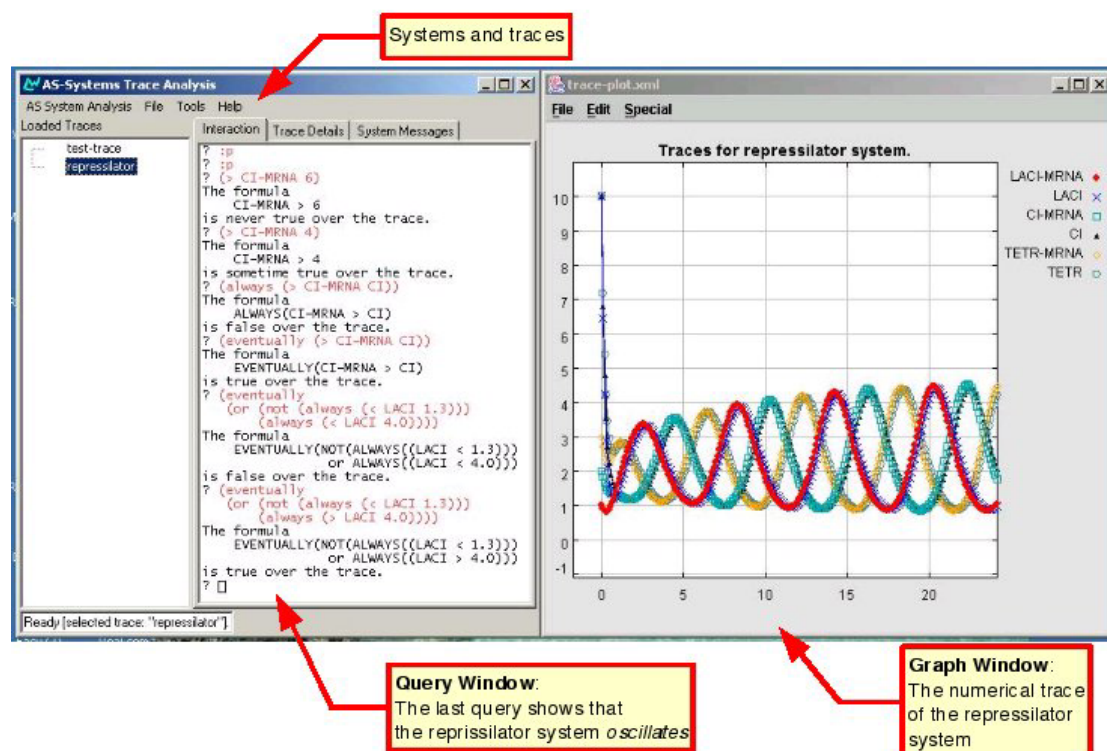 Systems and traces
AS-Systems Trace Analysis
AS System Analysis File Tools Help
Loaded Traces
test-trace
repressilator
Interaction Trace Details System Messages
? :p
? :p
? (> CI-MRNA 6)
The formula
CI-MRNA > 6
is never true over the trace.
? (> CI-MRNA 4)
The formula
CI-MRNA > 4
is sometime true over the trace.
? (always (> CI-MRNA CI))
The formula
ALWAYS(CI-MRNA > CI)
is false over the trace.
? (eventually (> CI-MRNA CI))
The formula
EVENTUALLY(CI-MRNA > CI)
is true over the trace.
? (eventually
(or (not (always (< LACI 1.3)))
(always (< LACI 4.0)))
The formula
EVENTUALLY(NOT(ALWAYS((LACI < 1.3)))
or ALWAYS((LACI < 4.0)))
is false over the trace.
? (eventually
(or (not (always (< LACI 1.3)))
(always (> LACI 4.0))))
The formula
EVENTUALLY(NOT(ALWAYS((LACI < 1.3)))
or ALWAYS((LACI > 4.0)))
is true over the trace.
?
Ready [selected trace: "repressilator"].
trace-plot.xml
File Edit Special
Traces for repressilator system.
LACI-MRNA
LACI
CI-MRNA
CI
TETR-MRNA
TETR
10
9
8
7
6
5
4
3
2
1
0
-1
0 5 10 15 20
Query Window:
The last query shows that
the reprissilator system oscillates
Graph Window:
The numerical trace
of the repressilator
system